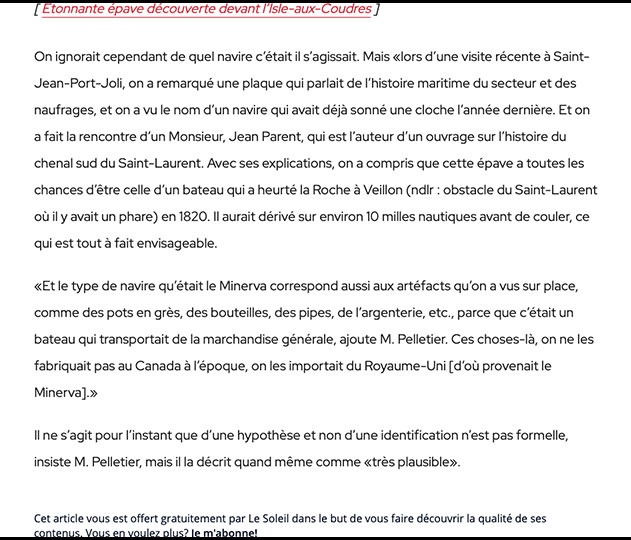 [ Étonnante épave découverte devant l'Isle-aux-Coudres ]
On ignorait cependant de quel navire c'était il s'agissait. Mais «lors d'une visite récente à Saint-
Jean-Port-Joli, on a remarqué une plaque qui parlait de l'histoire maritime du secteur et des
naufrages, et on a vu le nom d'un navire qui avait déjà sonné une cloche l'année dernière. Et on
a fait la rencontre d'un Monsieur, Jean Parent, qui est l'auteur d'un ouvrage sur l'histoire du
chenal sud du Saint-Laurent. Avec ses explications, on a compris que cette épave a toutes les
chances d'être celle d'un bateau qui a heurté la Roche à Veillon (ndlr : obstacle du Saint-Laurent
où il y avait un phare) en 1820. Il aurait dérivé sur environ 10 milles nautiques avant de couler, ce
qui est tout à fait envisageable.
«Et le type de navire qu'était le Minerva correspond aussi aux artéfacts qu'on a vus sur place,
comme des pots en grès, des bouteilles, des pipes, de l'argenterie, etc., parce que c'était un
bateau qui transportait de la marchandise générale, ajoute M. Pelletier. Ces choses-là, on ne les
fabriquait pas au Canada à l'époque, on les importait du Royaume-Uni [d'où provenait le
Minerva].»
Il ne s'agit pour l'instant que d'une hypothèse et non d'une identification n'est pas formelle,
insiste M. Pelletier, mais il la décrit quand même comme «très plausible».
Cet article vous est offert gratuitement par Le Soleil dans le but de vous faire découvrir la qualité de ses
contenus. Vous en voulez plus? Je m'abonne!